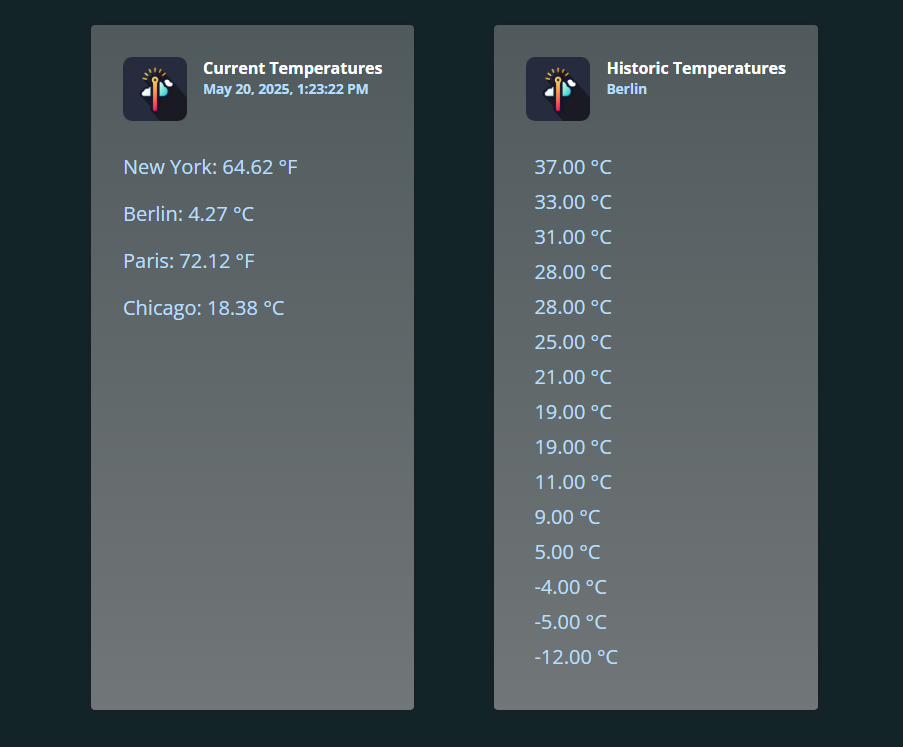 Current Temperatures
May 20, 2025, 1:23:22 PM
New York: 64.62 °F
Berlin: 4.27 °C
Paris: 72.12 °F
Chicago: 18.38 °C
Historic Temperatures
Berlin
37.00 °C
33.00 °C
31.00 °C
28.00 °C
28.00 °C
25.00 °C
21.00 °C
19.00 °C
19.00 °C
11.00 °C
9.00 °C
5.00 °C
-4.00 °C
-5.00 °C
-12.00 °C